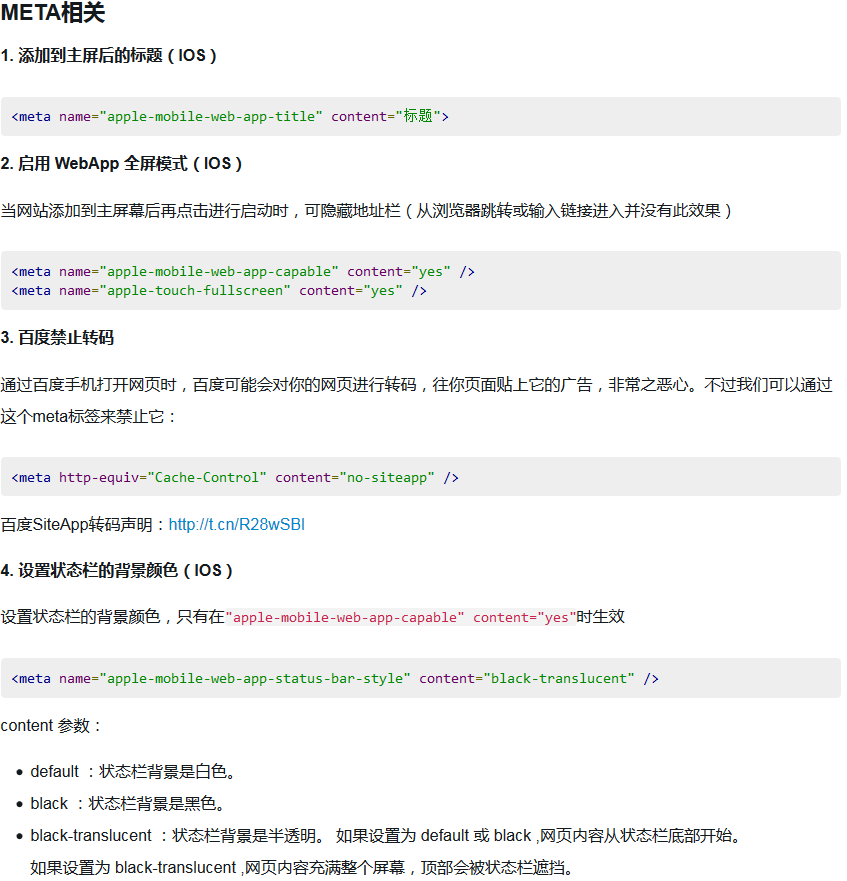 META相关
1. 添加到主屏后的标题（IOS）
<meta name="apple-mobile-web-app-title" content="标题">
2. 启用 WebApp 全屏模式（IOS）
当网站添加到主屏幕后再点击进行启动时，可隐藏地址栏（从浏览器跳转或输入链接进入并没有此效果）
<meta name="apple-mobile-web-app-capable" content="yes" />
<meta name="apple-touch-fullscreen" content="yes" />
3. 百度禁止转码
通过百度手机打开网页时，百度可能会对你的网页进行转码，往你页面贴上它的广告，非常之恶心。不过我们可以通过
这个meta标签来禁止它：
<meta http-equiv="Cache-Control" content="no-siteapp" />
百度SiteApp转码声明：http://t.cn/R28wSBI
4. 设置状态栏的背景颜色（IOS）
设置状态栏的背景颜色，只有在"apple-mobile-web-app-capable" content="yes"时生效
<meta name="apple-mobile-web-app-status-bar-style" content="black-translucent" />
content 参数：
• default ：状态栏背景是白色。
• black ：状态栏背景是黑色。
• black-translucent ：状态栏背景是半透明。 如果设置为 default 或 black ,网页内容从状态栏底部开始。
如果设置为 black-translucent ,网页内容充满整个屏幕，顶部会被状态栏遮挡。